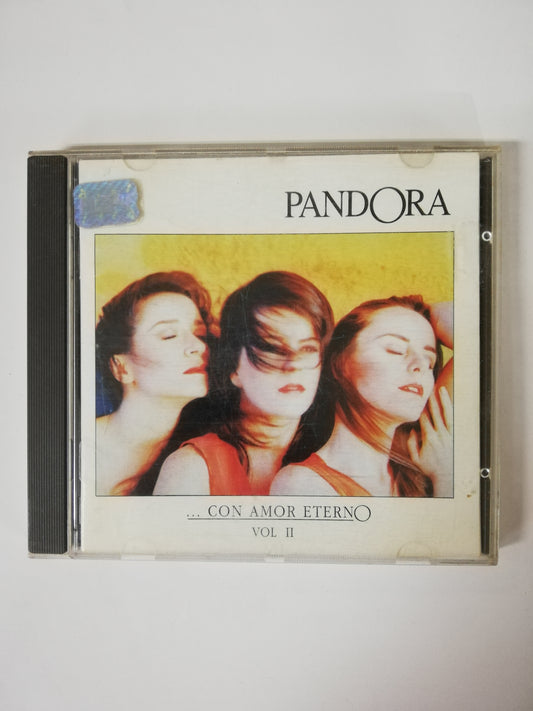 PANDORA
... CON AMOR ETERNO
VOL II